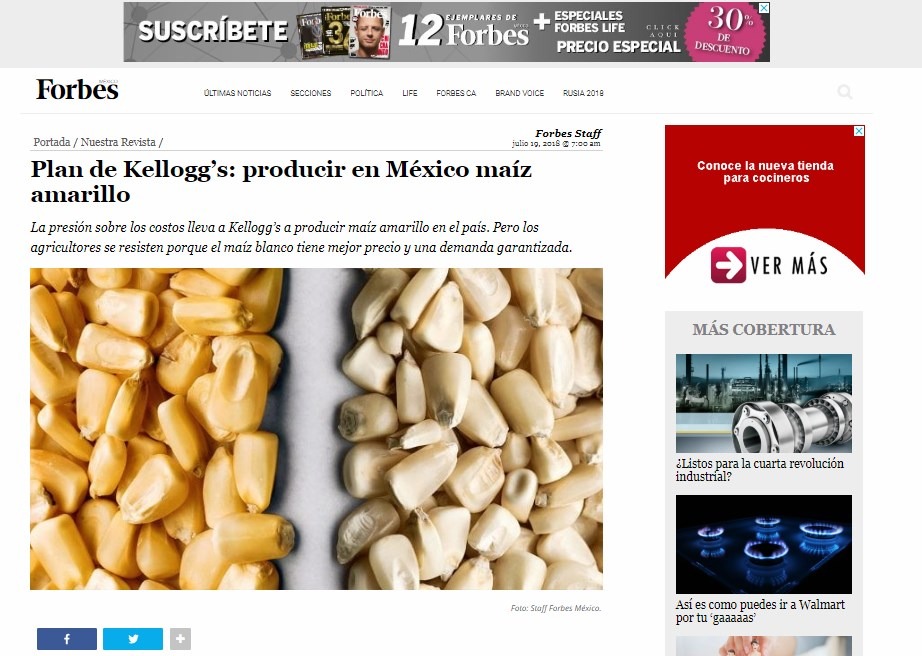 SUSCRÍBETE
Forbes
12 EJEMPLARES DE Forbes + ESPECIALES FORBES LIFE
PRECIO ESPECIAL
CLICK AQUÍ
30% DE DESCUENTO
Forbes
MÉXICO
ÚLTIMAS NOTICIAS SECCIONES POLÍTICA LIFE FORBES CA BRAND VOICE RUSIA 2018
Portada / Nuestra Revista /
Forbes Staff
julio 19, 2018 @ 7:00 am
Plan de Kellogg’s: producir en México maíz
amarillo
La presión sobre los costos lleva a Kellogg’s a producir maíz amarillo en el país. Pero los
agricultores se resisten porque el maíz blanco tiene mejor precio y una demanda garantizada.
Foto: Staff Forbes México.
Conoce la nueva tienda
para cocineros
VER MÁS
MÁS COBERTURA
¿Listos para la cuarta revolución
industrial?
Así es como puedes ir a Walmart
por tu ‘gaaaaas’